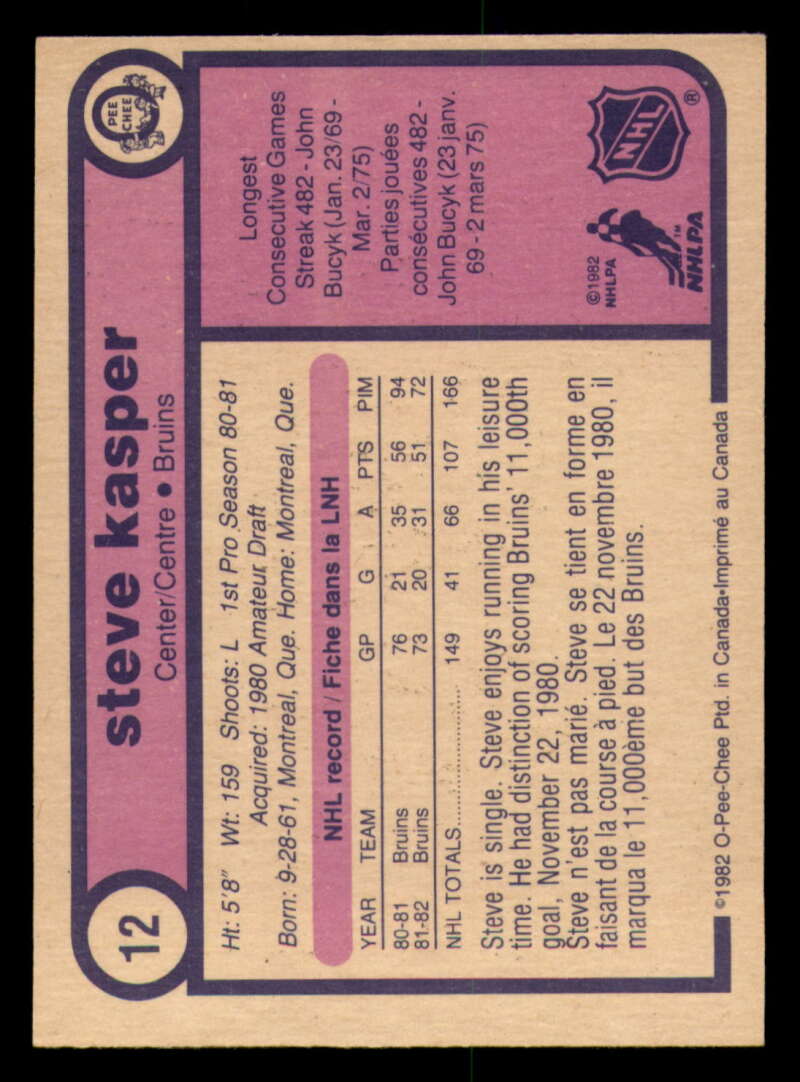 12
steve kasper
Center/Centre • Bruins
O
PEE
CHEE
Ht: 5'8" Wt: 159 Shoots: L 1st Pro Season 80-81
Acquired: 1980 Amateur Draft
Born: 9-28-61, Montreal, Que. Home: Montreal, Que.
NHL record / Fiche dans la LNH
YEAR TEAM GP G A PTS PIM
80-81 Bruins 76 21 35 56 94
81-82 Bruins 73 20 31 51 72
NHL TOTALS 149 41 66 107 166
Steve is single. Steve enjoys running in his leisure
time. He had distinction of scoring Bruins' 11,000th
goal, November 22, 1980.
Steve n'est pas marié. Steve se tient en forme en
faisant de la course à pied. Le 22 novembre 1980, il
marqua le 11,000ème but des Bruins.
Longest
Consecutive Games
Streak 482 - John
Bucyk (Jan. 23/69 -
Mar. 2/75)
Parties jouées
consécutives 482 -
John Bucyk (23 janv.
69 - 2 mars 75)
©1982
NHLPA
NHLPA™
NHL®
©1982 O-Pee-Chee Ptd. in Canada•Imprimé au Canada